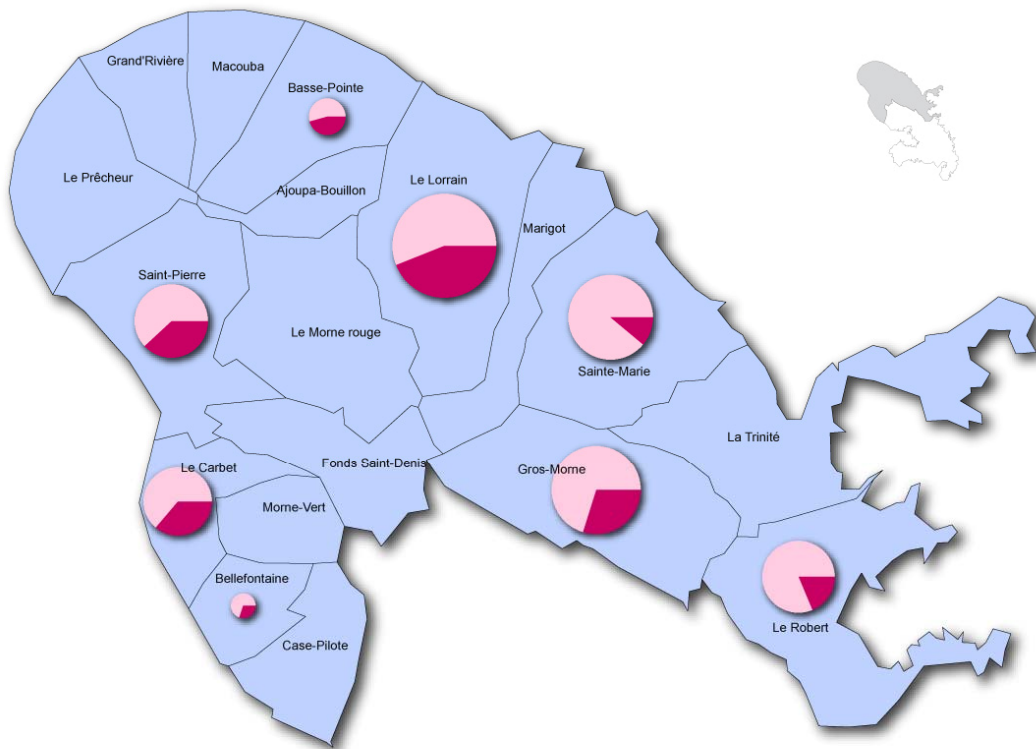 Grand'Rivière
Macouba
Basse-Pointe
Le Prêcheur
Ajoupa-Bouillon
Le Lorrain
Marigot
Saint-Pierre
Le Morne rouge
Sainte-Marie
La Trinité
Le Carbet
Fonds Saint-Denis
Gros-Morne
Morne-Vert
Bellefontaine
Le Robert
Case-Pilote